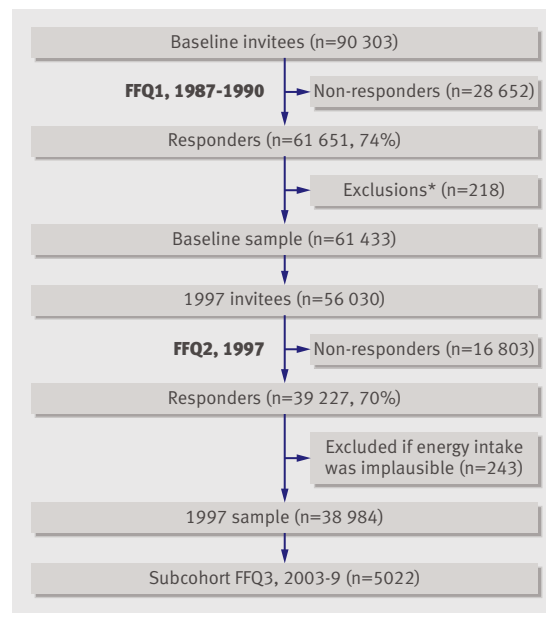 Baseline invitees (n=90 303)
FFQ1, 1987-1990
Non-responders (n=28 652)
Responders (n=61 651, 74%)
Exclusions* (n=218)
Baseline sample (n=61 433)
1997 invitees (n=56 030)
FFQ2, 1997
Non-responders (n=16 803)
Responders (n=39 227, 70%)
Excluded if energy intake
was implausible (n=243)
1997 sample (n=38 984)
Subcohort FFQ3, 2003-9 (n=5022)